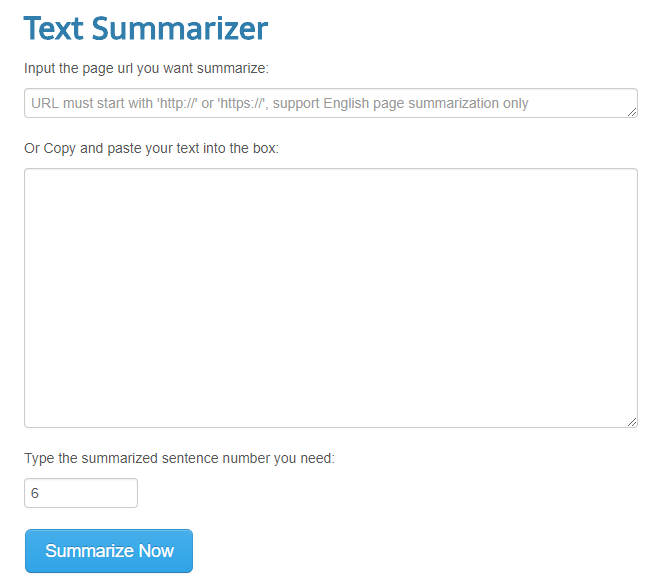 Text Summarizer
Input the page url you want summarize:
URL must start with 'http://' or 'https://', support English page summarization only
Or Copy and paste your text into the box:
Type the summarized sentence number you need:
6
Summarize Now